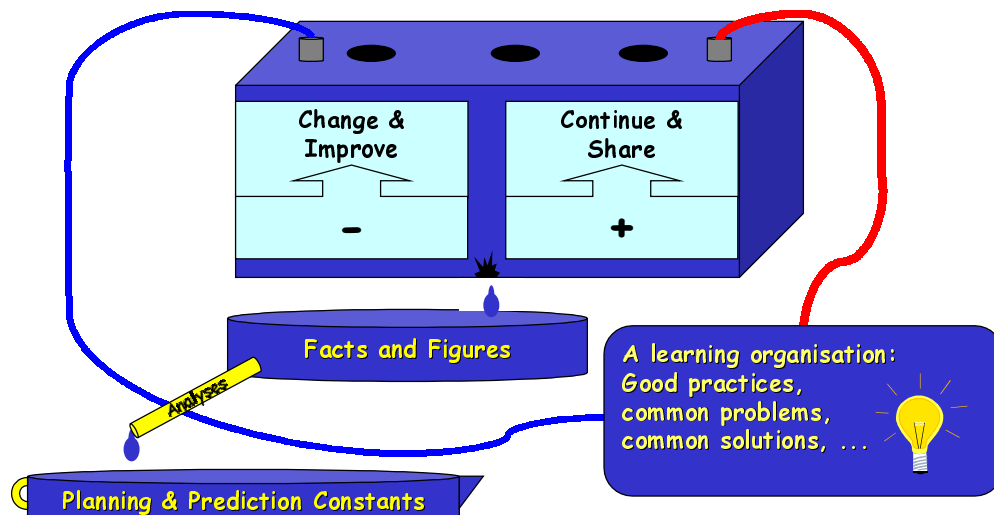 Change &
Improve
Continue &
Share
-
+
Facts and Figures
Analyses
A learning organisation:
Good practices,
common problems,
common solutions, ...
Planning & Prediction Constants